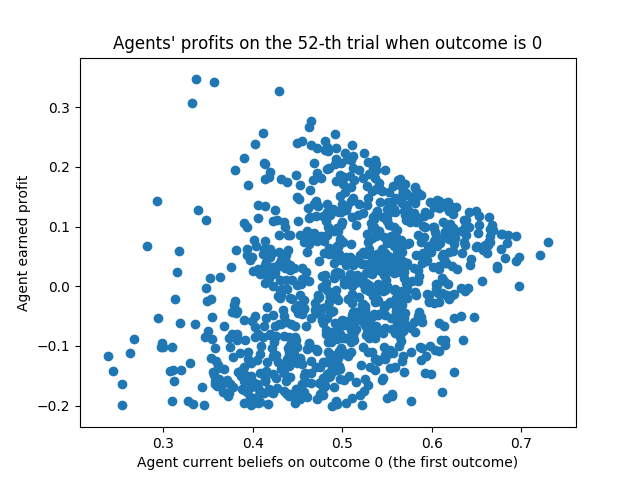 Agents' profits on the 52-th trial when outcome is 0
Agent earned profit
0.3
0.2
0.1
0.0
−0.1
−0.2
0.3 0.4 0.5 0.6 0.7
Agent current beliefs on outcome 0 (the first outcome)